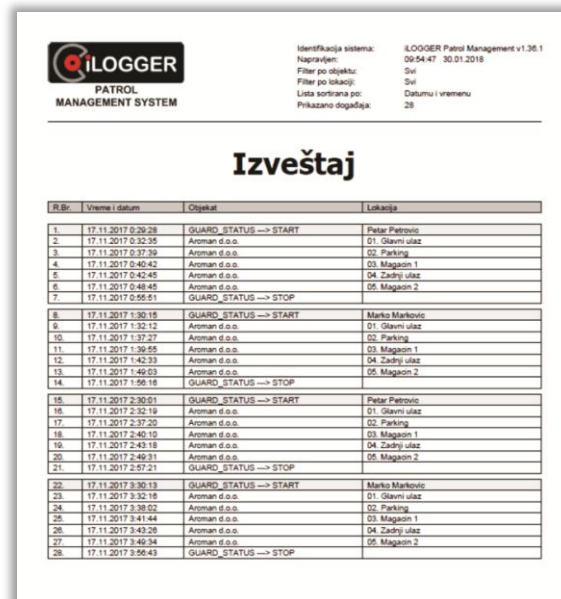 iLOGGER
PATROL
MANAGEMENT SYSTEM
Identifikacija sistema: iLOGGER Patrol Management v1.36.1
Napravljen: 09:54:47 30.01.2018
Filter po objektu: Svi
Filter po lokaciji: Svi
Lista sortirana po: Datumu i vremenu
Prikazano događaja: 28
Izveštaj
R.Br. Vreme i datum Objekat Lokacija
1. 17.11.2017 0:29:28 GUARD_STATUS ---> START Petar Petrovic
2. 17.11.2017 0:32:35 Aroman d.o.o. 01. Glavni ulaz
3. 17.11.2017 0:37:39 Aroman d.o.o. 02. Parking
4. 17.11.2017 0:40:42 Aroman d.o.o. 03. Magacin 1
5. 17.11.2017 0:42:45 Aroman d.o.o. 04. Zadnji ulaz
6. 17.11.2017 0:48:45 Aroman d.o.o. 05. Magacin 2
7. 17.11.2017 0:55:51 GUARD_STATUS ---> STOP
8. 17.11.2017 1:30:15 GUARD_STATUS ---> START Marko Markovic
9. 17.11.2017 1:32:12 Aroman d.o.o. 01. Glavni ulaz
10. 17.11.2017 1:37:27 Aroman d.o.o. 02. Parking
11. 17.11.2017 1:39:55 Aroman d.o.o. 03. Magacin 1
12. 17.11.2017 1:42:33 Aroman d.o.o. 04. Zadnji ulaz
13. 17.11.2017 1:49:03 Aroman d.o.o. 05. Magacin 2
14. 17.11.2017 1:56:16 GUARD_STATUS ---> STOP
15. 17.11.2017 2:30:01 GUARD_STATUS ---> START Petar Petrovic
16. 17.11.2017 2:32:19 Aroman d.o.o. 01. Glavni ulaz
17. 17.11.2017 2:37:20 Aroman d.o.o. 02. Parking
18. 17.11.2017 2:40:10 Aroman d.o.o. 03. Magacin 1
19. 17.11.2017 2:43:18 Aroman d.o.o. 04. Zadnji ulaz
20. 17.11.2017 2:49:31 Aroman d.o.o. 05. Magacin 2
21. 17.11.2017 2:57:21 GUARD_STATUS ---> STOP
22. 17.11.2017 3:30:13 GUARD_STATUS ---> START Marko Markovic
23. 17.11.2017 3:32:16 Aroman d.o.o. 01. Glavni ulaz
24. 17.11.2017 3:38:02 Aroman d.o.o. 02. Parking
25. 17.11.2017 3:41:44 Aroman d.o.o. 03. Magacin 1
26. 17.11.2017 3:43:26 Aroman d.o.o. 04. Zadnji ulaz
27. 17.11.2017 3:49:34 Aroman d.o.o. 05. Magacin 2
28. 17.11.2017 3:56:43 GUARD_STATUS ---> STOP